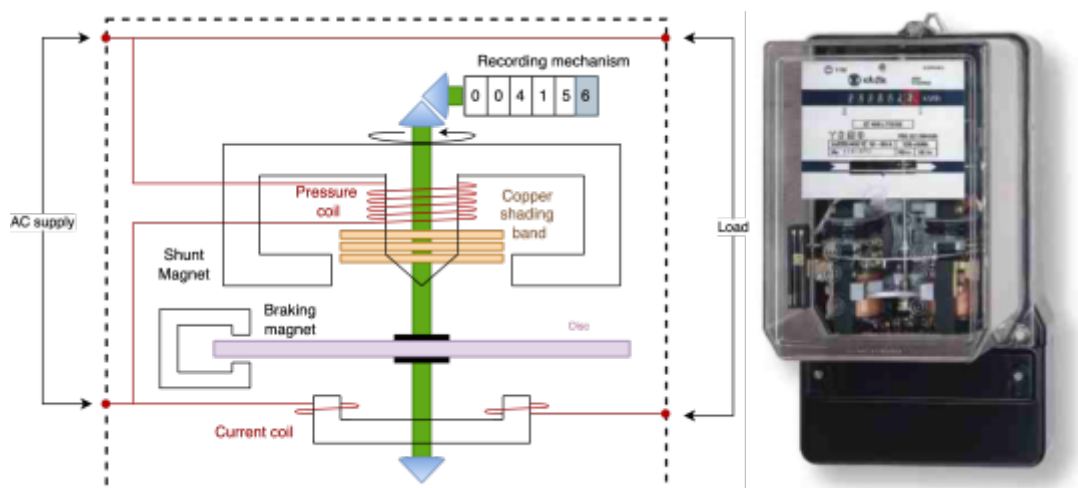 Recording mechanism
0 0 4 1 5 6
Pressure
coil
Copper
shading
band
AC supply
Load
Shunt
Magnet
Braking
magnet
Disc
Current coil